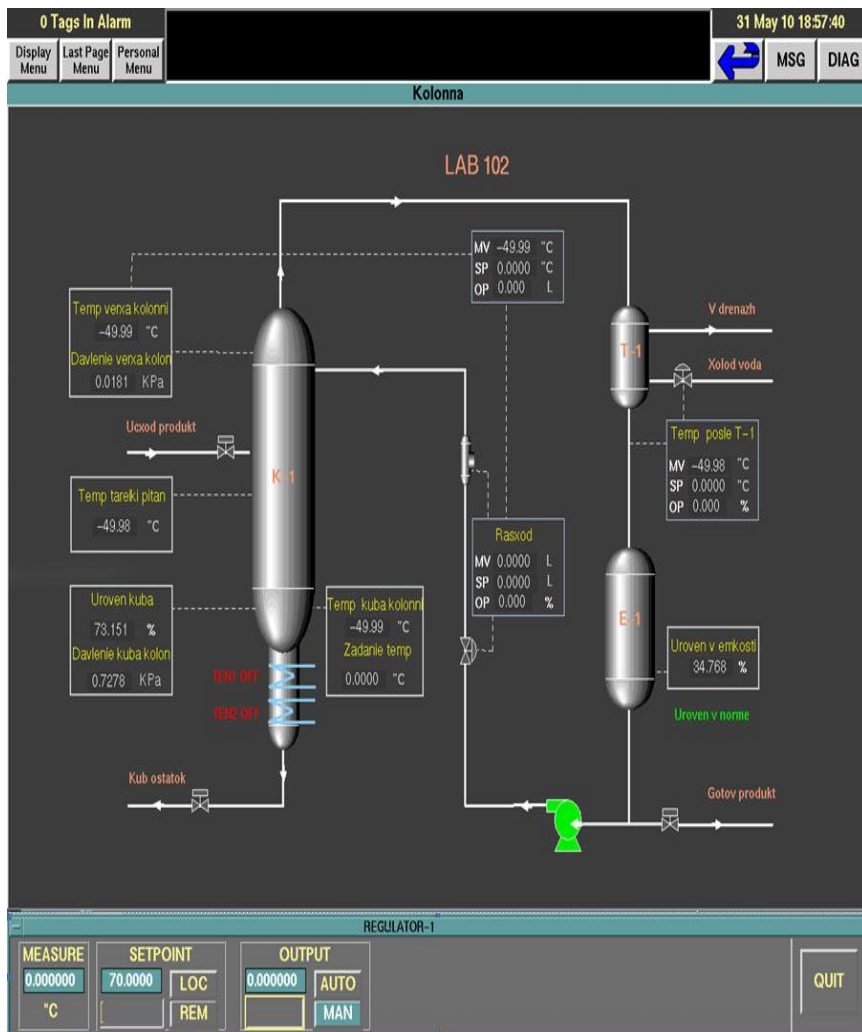 0 Tags In Alarm
31 May 10 18:57:40
Display Menu
Last Page Menu
Personal Menu
MSG
DIAG
Kolonna
LAB 102
MV -49.99 °C
SP 0.0000 °C
OP 0.000 L
Temp verxa kolonni
-49.99 °C
Davlenie verxa kolon
0.0181 KPa
V drenazh
T-1
Xolod voda
Ucxod produkt
K-1
Temp posle T-1
MV -49.98 °C
SP 0.0000 °C
OP 0.000 %
Temp tarelki pitan
-49.98 °C
Rasxod
MV 0.0000 L
SP 0.0000 L
OP 0.000 %
Uroven kuba
73.151 %
Davlenie kuba kolon
0.7278 KPa
Temp kuba kolonni
-49.99 °C
Zadanie temp
0.0000 °C
E-1
Uroven v emkosti
34.768 %
TEN1 OFF
TEN2 OFF
Uroven v norme
Kub ostatok
Gotov produkt
REGULATOR-1
MEASURE
0.000000
°C
SETPOINT
70.0000
LOC
REM
OUTPUT
0.000000
AUTO
MAN
QUIT